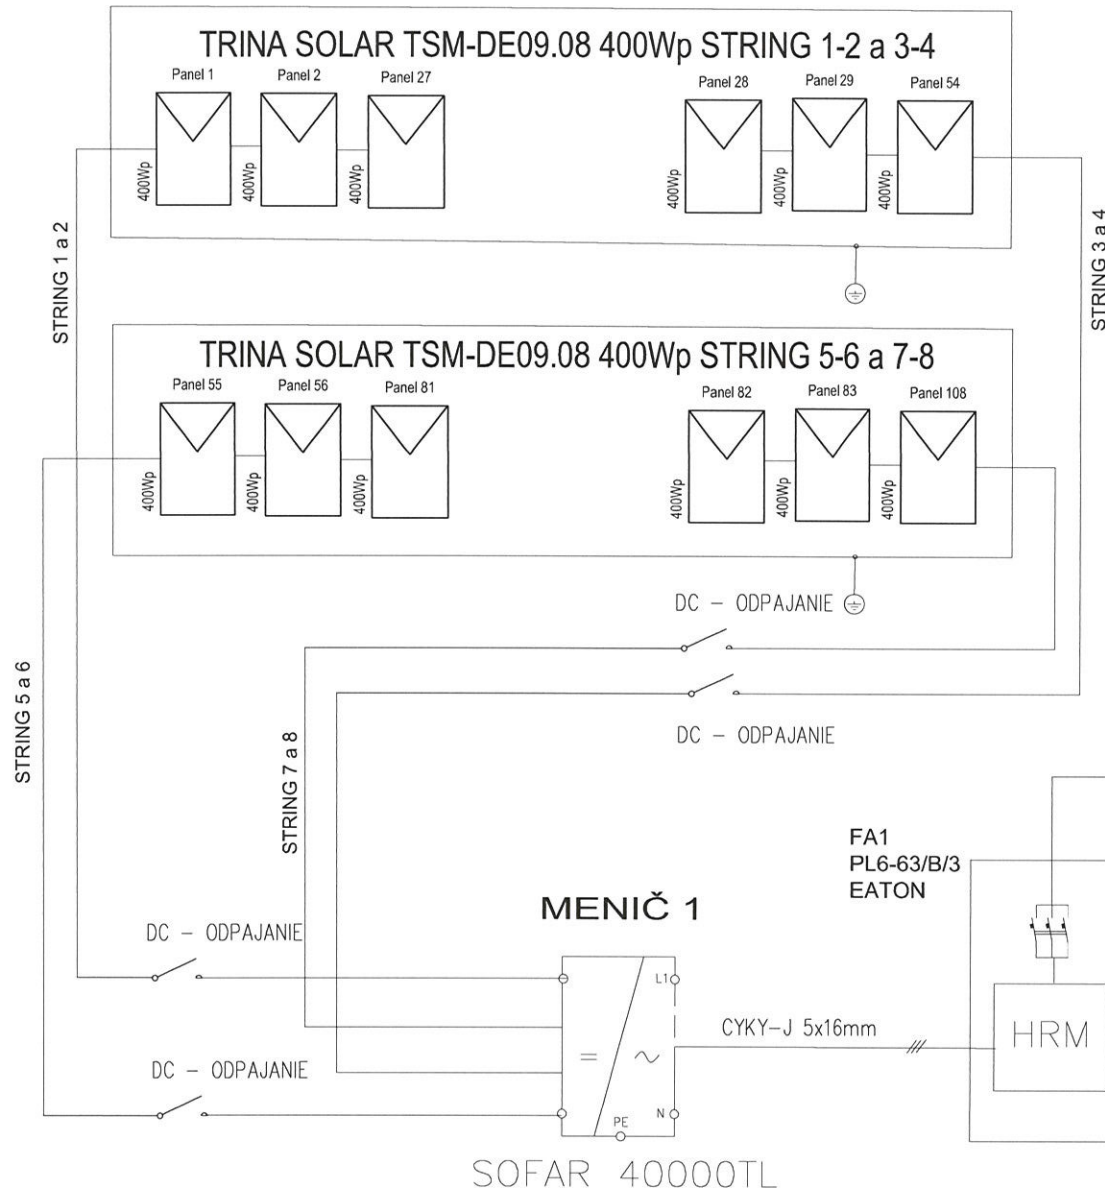 TRINA SOLAR TSM-DE09.08 400Wp STRING 1-2 a 3-4
Panel 1
Panel 2
Panel 27
Panel 28
Panel 29
Panel 54
400Wp
400Wp
400Wp
400Wp
400Wp
400Wp
STRING 1 a 2
STRING 3 a 4
TRINA SOLAR TSM-DE09.08 400Wp STRING 5-6 a 7-8
Panel 55
Panel 56
Panel 81
Panel 82
Panel 83
Panel 108
400Wp
400Wp
400Wp
400Wp
400Wp
400Wp
DC - ODPAJANIE
DC - ODPAJANIE
STRING 5 a 6
STRING 7 a 8
FA1
PL6-63/B/3
EATON
MENIČ 1
DC - ODPAJANIE
L1
CYKY-J 5x16mm
HRM
=
~
DC - ODPAJANIE
N
PE
SOFAR 40000TL